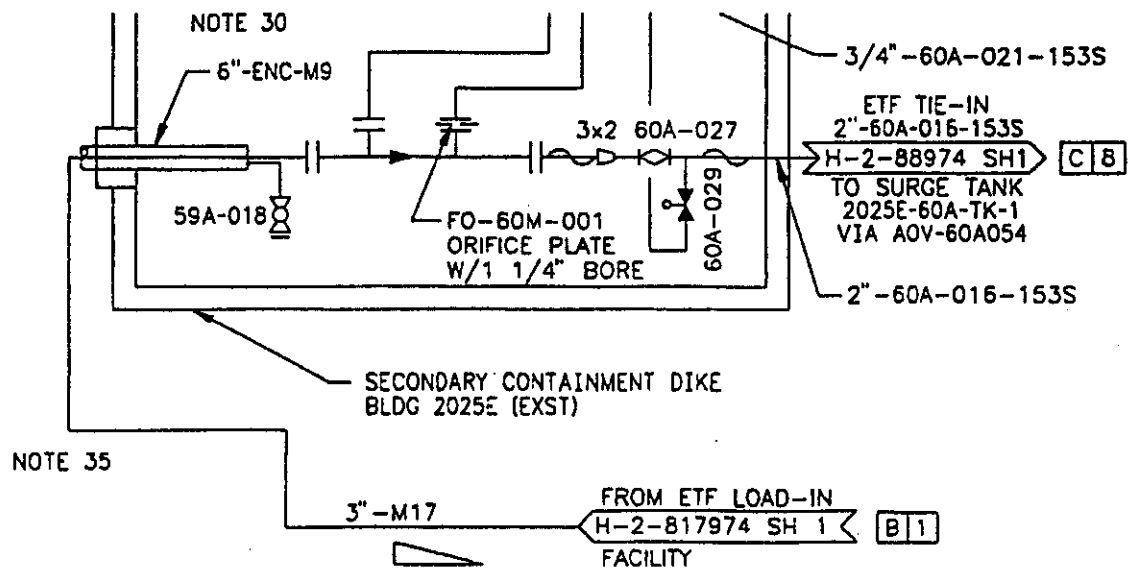 NOTE 30
6"-ENC-M9
3/4"-60A-021-153S
ETF TIE-IN
2"-60A-016-153S
3x2 60A-027
H-2-88974 SH1
C 8
TO SURGE TANK
2025E-60A-TK-1
VIA AOV-60A054
59A-018
FO-60M-001
ORIFICE PLATE
W/1 1/4" BORE
60A-029
2"-60A-016-153S
SECONDARY CONTAINMENT DIKE
BLDG 2025E (EXST)
NOTE 35
3"-M17
FROM ETF LOAD-IN
H-2-817974 SH 1
B 1
FACILITY